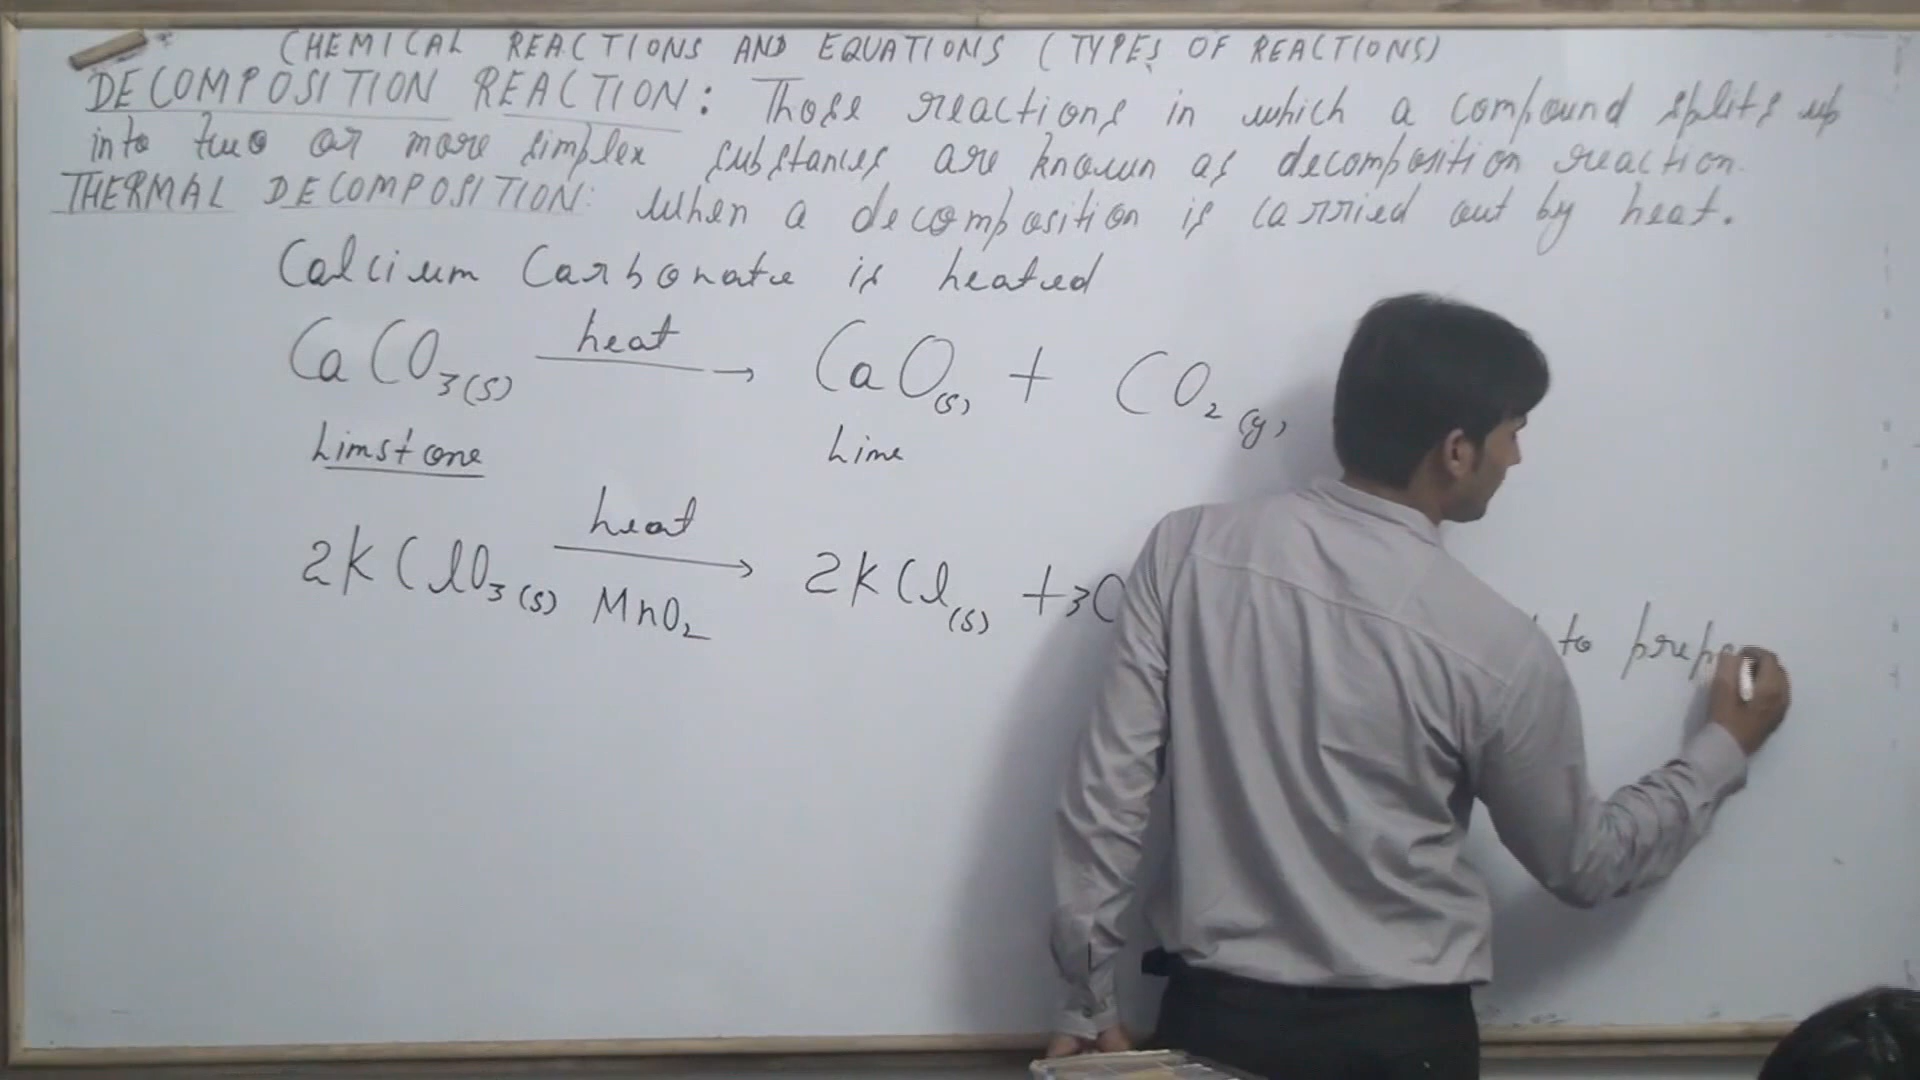 CHEMICAL REACTIONS AND EQUATIONS (TYPES OF REACTIONS)
DECOMPOSITION REACTION: Those reactions in which a compound splits up
into two or more simplex substances are known as decomposition reaction.
THERMAL DECOMPOSITION: When a decomposition is carried out by heat.
Calcium Carbonate is heated
CaCO₃(s) heat → CaO(s) + CO₂(g)
Limstone Lime
2KClO₃(s) heat → MnO₂ 2KCl(s) + 3O
to prepa